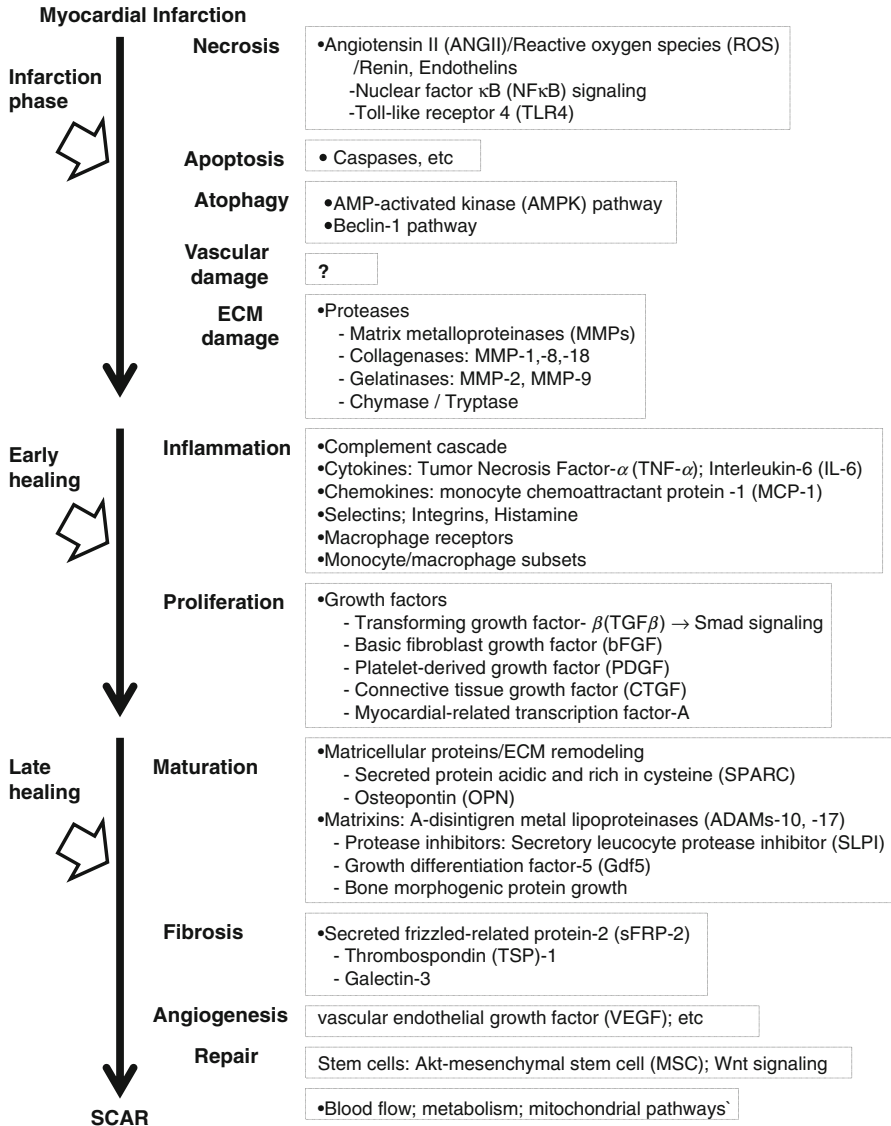 Myocardial Infarction
Infarction
phase
Necrosis
•Angiotensin II (ANGII)/Reactive oxygen species (ROS)
/Renin, Endothelins
-Nuclear factor κB (NFκB) signaling
-Toll-like receptor 4 (TLR4)
Apoptosis
• Caspases, etc
Atophagy
•AMP-activated kinase (AMPK) pathway
•Beclin-1 pathway
Vascular
damage
?
ECM
damage
•Proteases
- Matrix metalloproteinases (MMPs)
- Collagenases: MMP-1,-8,-18
- Gelatinases: MMP-2, MMP-9
- Chymase / Tryptase
Early
healing
Inflammation
•Complement cascade
•Cytokines: Tumor Necrosis Factor-α (TNF-α); Interleukin-6 (IL-6)
•Chemokines: monocyte chemoattractant protein -1 (MCP-1)
•Selectins; Integrins, Histamine
•Macrophage receptors
•Monocyte/macrophage subsets
Proliferation
•Growth factors
- Transforming growth factor- β(TGFβ) → Smad signaling
- Basic fibroblast growth factor (bFGF)
- Platelet-derived growth factor (PDGF)
- Connective tissue growth factor (CTGF)
- Myocardial-related transcription factor-A
Late
healing
Maturation
•Matricellular proteins/ECM remodeling
- Secreted protein acidic and rich in cysteine (SPARC)
- Osteopontin (OPN)
•Matrixins: A-disintigren metal lipoproteinases (ADAMs-10, -17)
- Protease inhibitors: Secretory leucocyte protease inhibitor (SLPI)
- Growth differentiation factor-5 (Gdf5)
- Bone morphogenic protein growth
Fibrosis
•Secreted frizzled-related protein-2 (sFRP-2)
- Thrombospondin (TSP)-1
- Galectin-3
Angiogenesis
vascular endothelial growth factor (VEGF); etc
Repair
Stem cells: Akt-mesenchymal stem cell (MSC); Wnt signaling
•Blood flow; metabolism; mitochondrial pathways`
SCAR